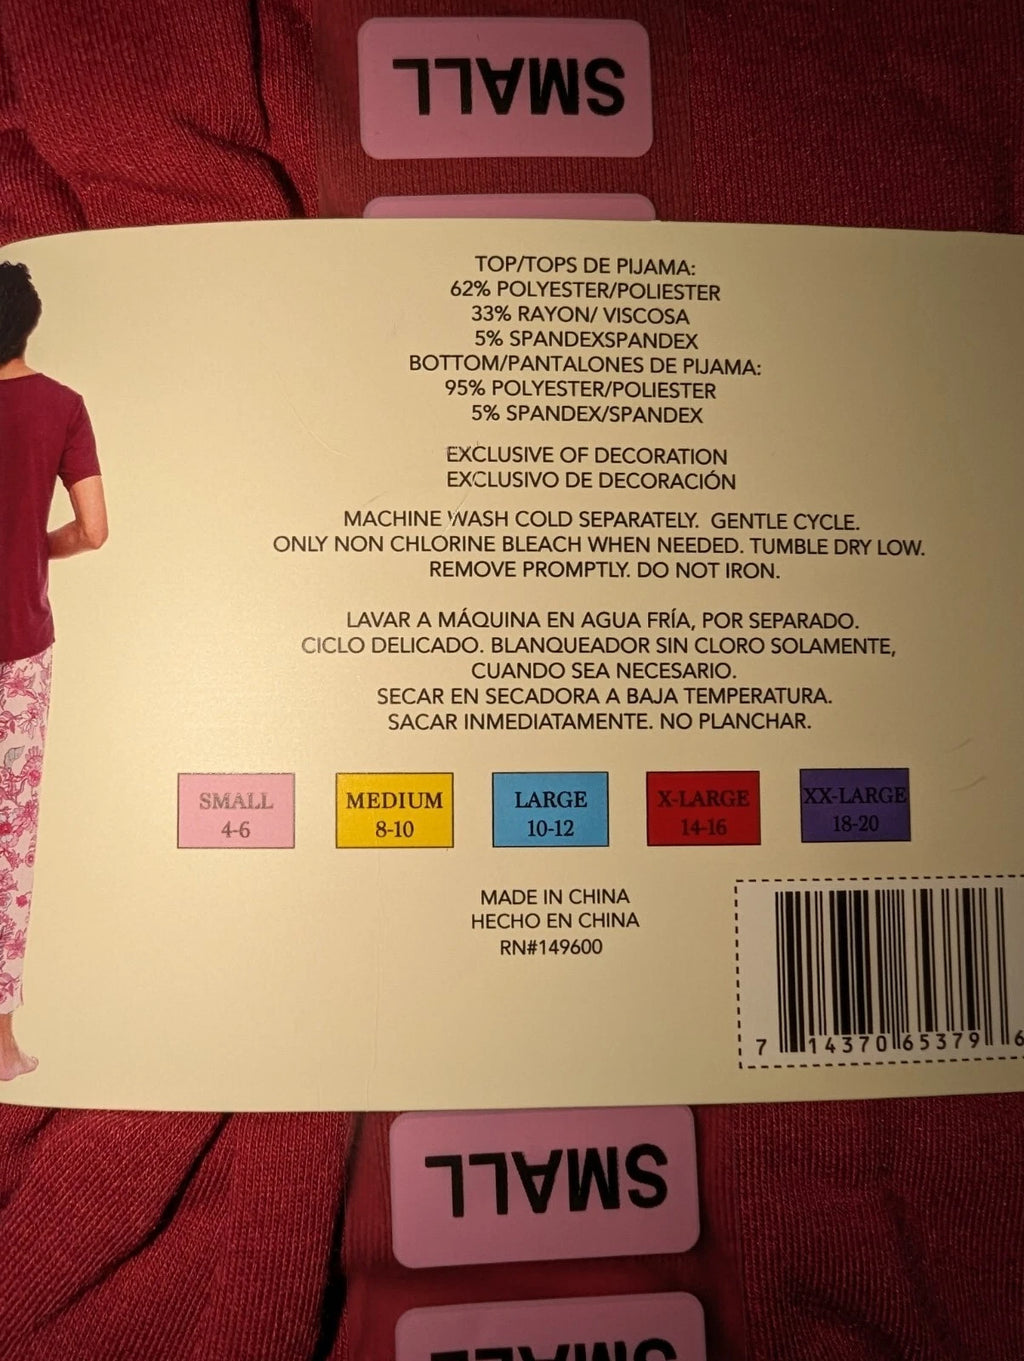 SMALL
TOP/TOPS DE PIJAMA:
62% POLYESTER/POLIESTER
33% RAYON/ VISCOSA
5% SPANDEXSPANDEX
BOTTOM/PANTALONES DE PIJAMA:
95% POLYESTER/POLIESTER
5% SPANDEX/SPANDEX
EXCLUSIVE OF DECORATION
EXCLUSIVO DE DECORACIÓN
MACHINE WASH COLD SEPARATELY. GENTLE CYCLE.
ONLY NON CHLORINE BLEACH WHEN NEEDED. TUMBLE DRY LOW.
REMOVE PROMPTLY. DO NOT IRON.
LAVAR A MÁQUINA EN AGUA FRÍA, POR SEPARADO.
CICLO DELICADO. BLANQUEADOR SIN CLORO SOLAMENTE,
CUANDO SEA NECESARIO.
SECAR EN SECADORA A BAJA TEMPERATURA.
SACAR INMEDIATAMENTE. NO PLANCHAR.
SMALL MEDIUM LARGE X-LARGE XX-LARGE
4-6 8-10 10-12 14-16 18-20
MADE IN CHINA
HECHO EN CHINA
RN#149600
7 14370 65379 6
SMALL
SMALL